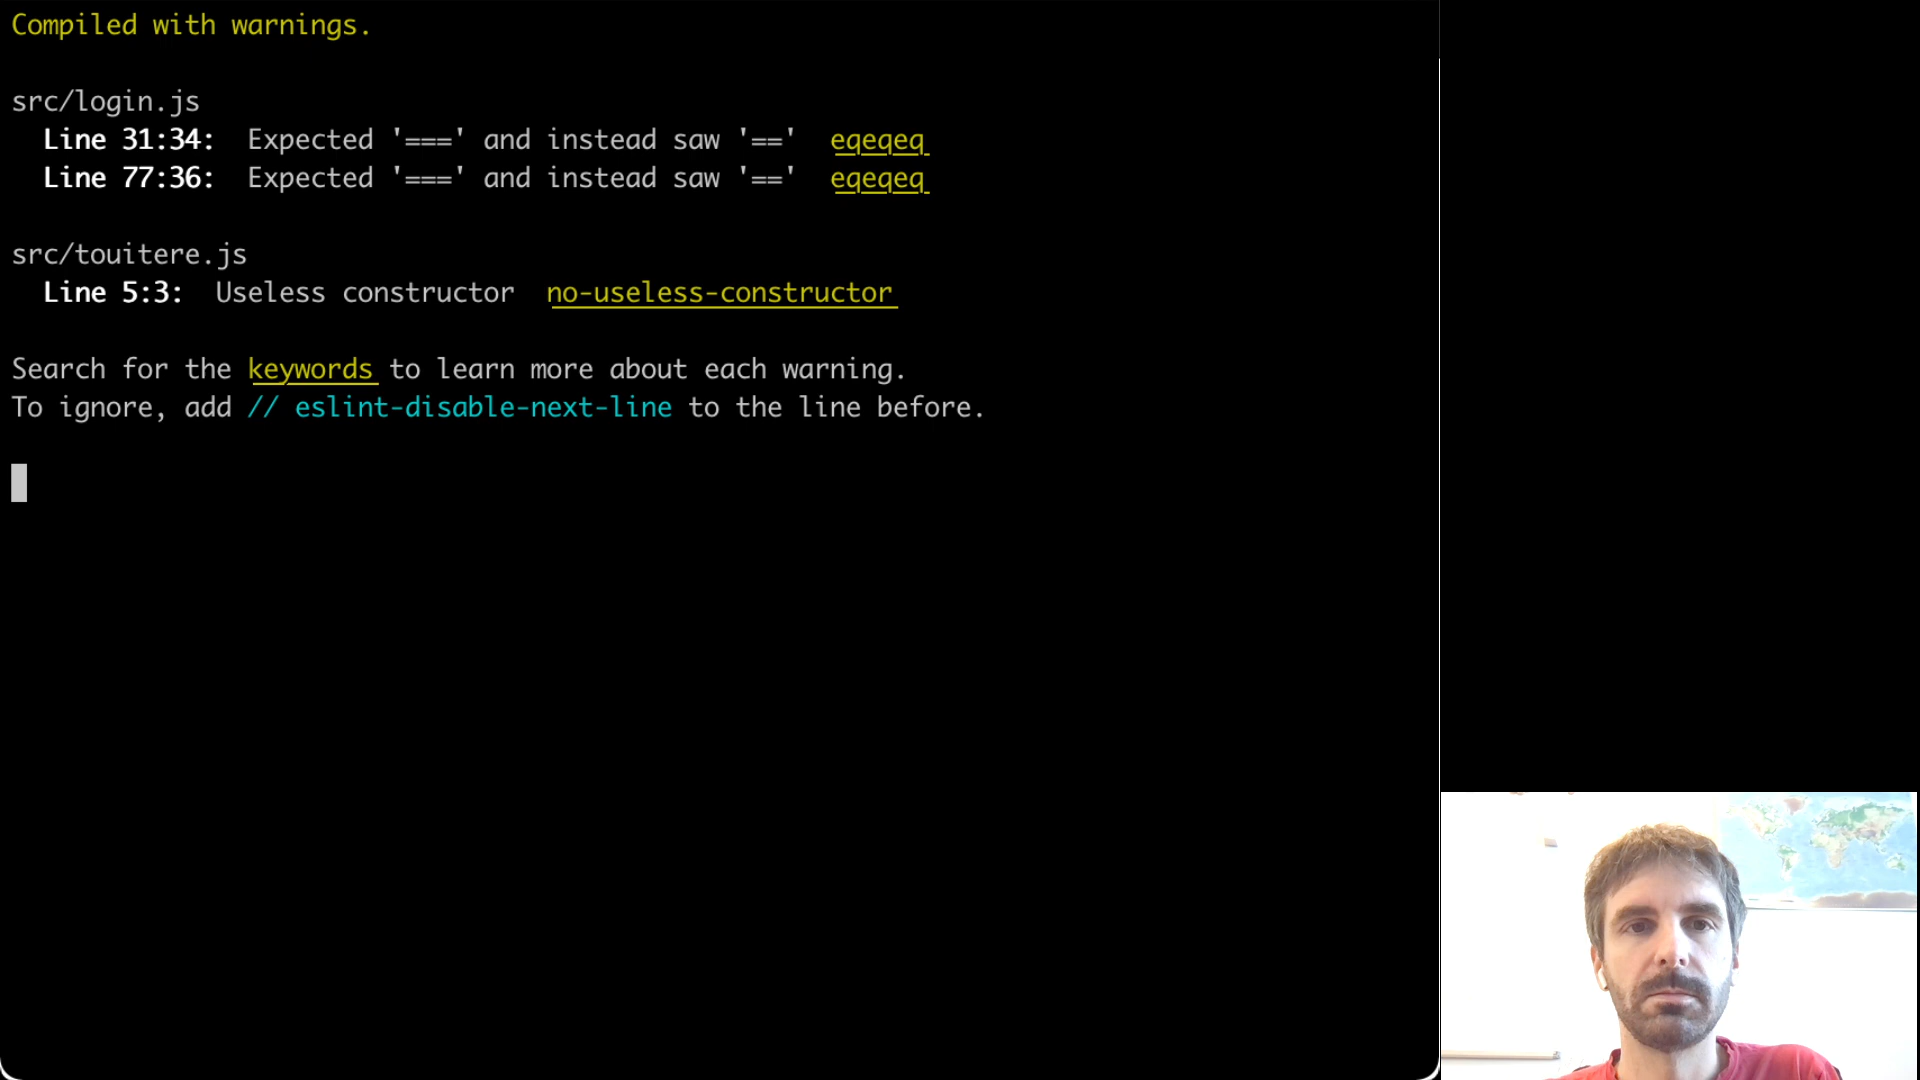 Compiled with warnings.
src/login.js
Line 31:34: Expected '===' and instead saw '==' eqeqeq
Line 77:36: Expected '===' and instead saw '==' eqeqeq
src/touitere.js
Line 5:3: Useless constructor no-useless-constructor
Search for the keywords to learn more about each warning.
To ignore, add // eslint-disable-next-line to the line before.